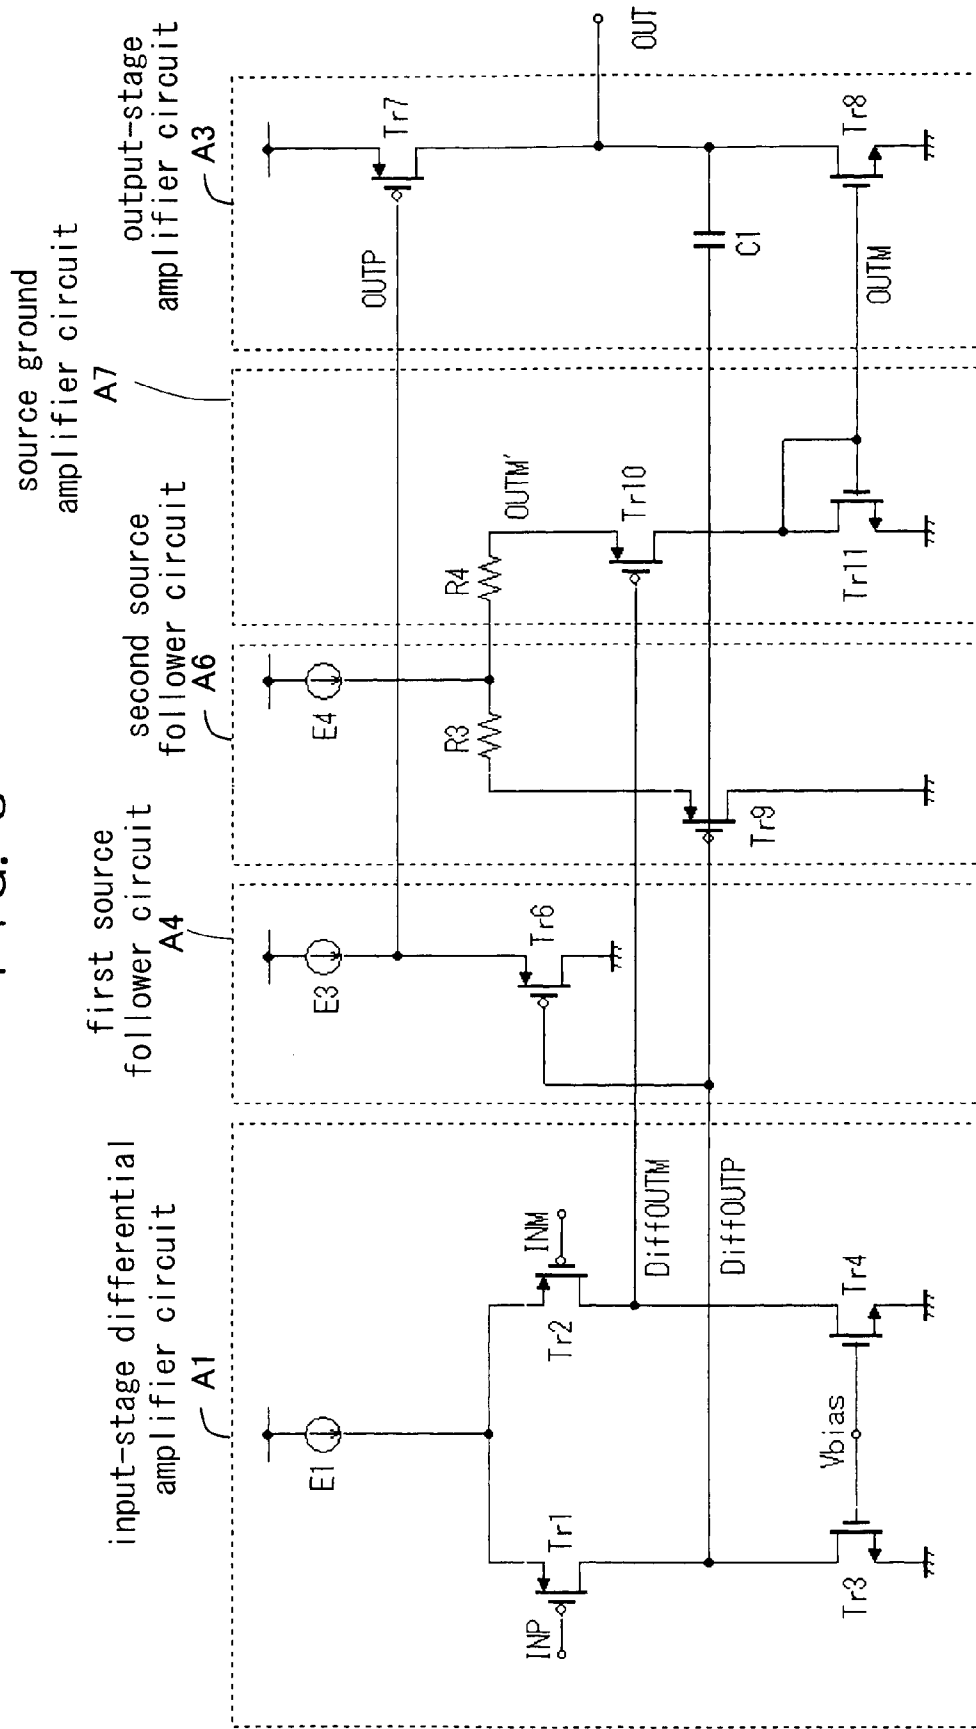 input-stage differential
amplifier circuit
A1
first source
follower circuit
A4
second source
follower circuit
A6
source ground
amplifier circuit
A7
output-stage
amplifier circuit
A3
E1
E3
E4
R3
R4
OUTM'
OUTP
Tr7
OUT
INP
Tr1
Tr2
INM
Tr6
Tr10
DiffOUTM
DiffOUTP
Tr9
C1
Tr3
Vbias
Tr4
Tr11
OUTM
Tr8